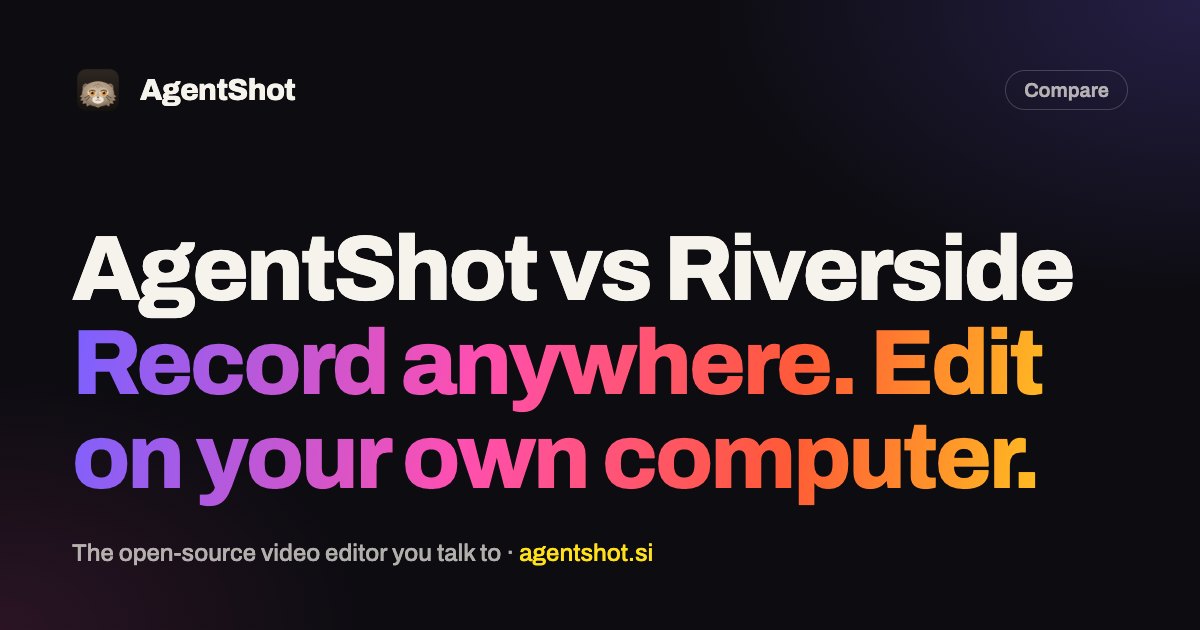 AgentShot
Compare
AgentShot vs Riverside
Record anywhere. Edit
on your own computer.
The open-source video editor you talk to · agentshot.si